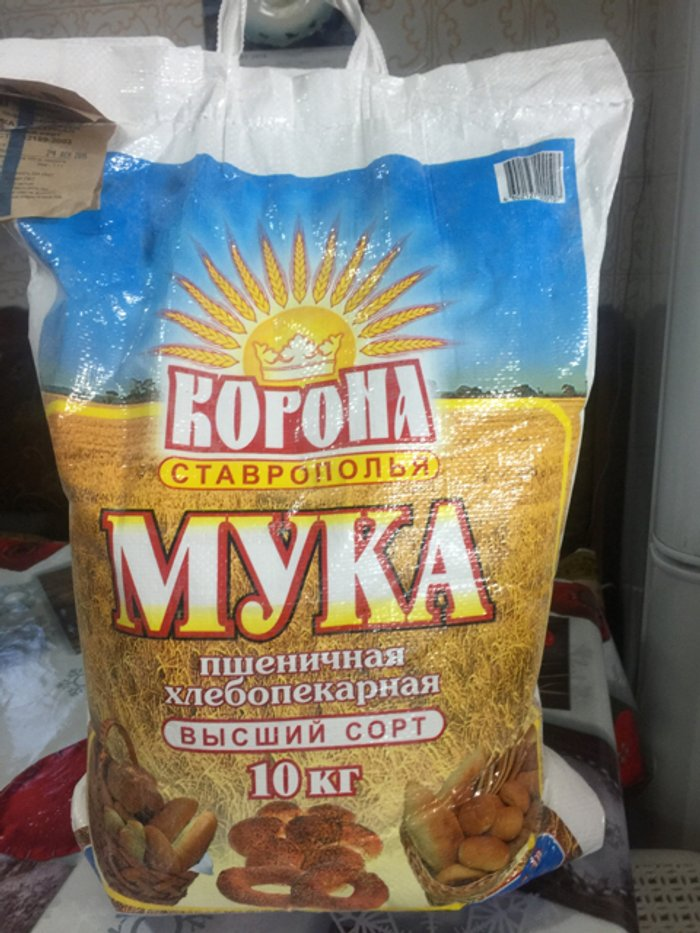 КОРОНА
СТАВРОПОЛЬЯ
МУКА
пшеничная
хлебопекарная
ВЫСШИЙ СОРТ
10 кг